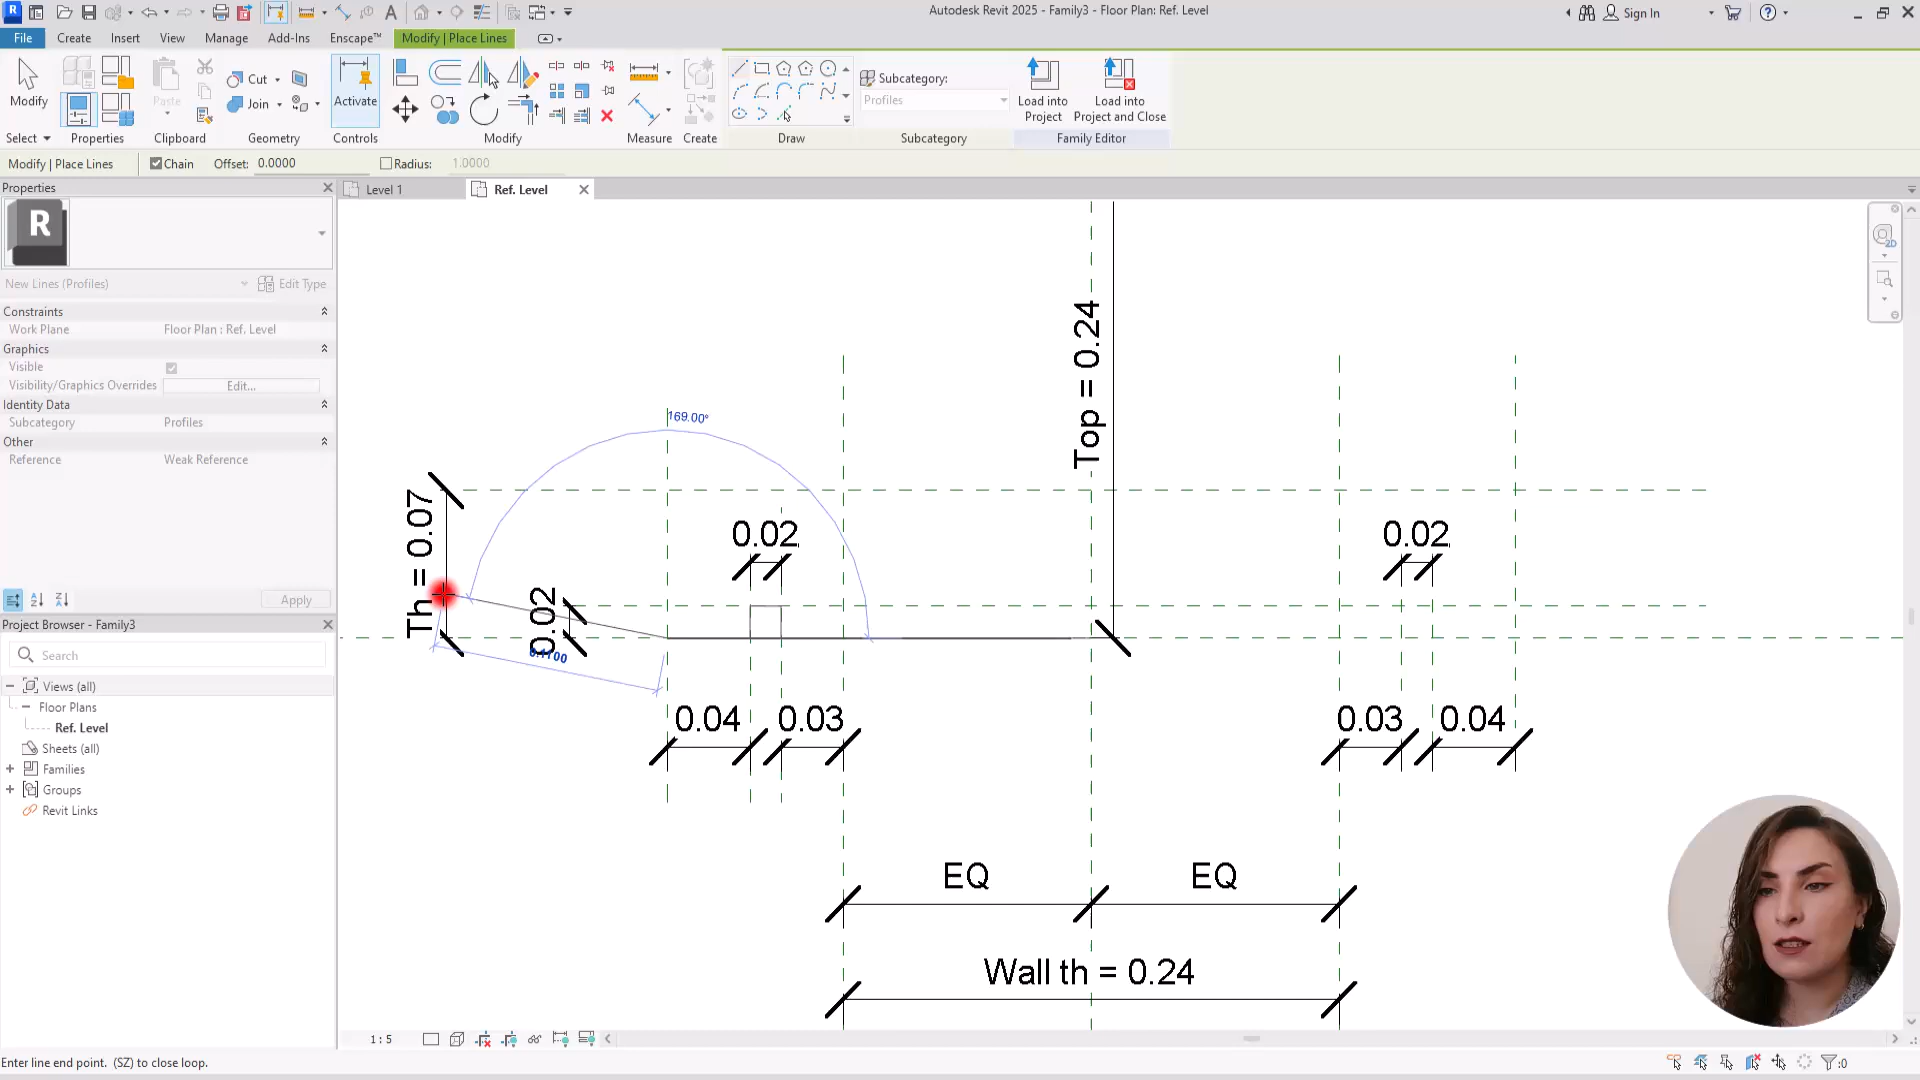 Autodesk Revit 2025 - Family3 - Floor Plan: Ref. Level
Sign In
File
Create
Insert
View
Manage
Add-Ins
Enscape™
Modify | Place Lines
Modify
Paste
Cut
Join
Activate
Subcategory:
Profiles
Load into
Project
Load into
Project and Close
Select
Properties
Clipboard
Geometry
Controls
Modify
Measure
Create
Draw
Subcategory
Family Editor
Modify | Place Lines
Chain
Offset:
0.0000
Radius:
1.0000
Properties
Level 1
Ref. Level
R
New Lines (Profiles)
Edit Type
Constraints
Work Plane
Floor Plan : Ref. Level
Graphics
Visible
Visibility/Graphics Overrides
Edit...
Identity Data
Subcategory
Profiles
Other
Reference
Weak Reference
Apply
Project Browser - Family3
Search
Views (all)
Floor Plans
Ref. Level
Sheets (all)
Families
Groups
Revit Links
2D
Top = 0.24
169.00°
Th = 0.07
0.02
0.02
0.02
0.1100
0.04
0.03
0.03
0.04
EQ
EQ
Wall th = 0.24
1 : 5
Enter line end point. (SZ) to close loop.
:0